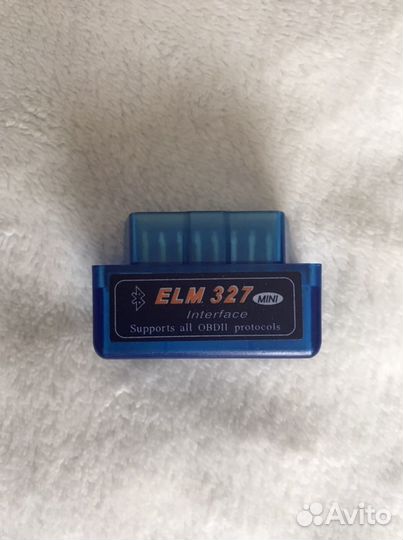 ELM 327 MINI
Interface
Supports all OBDII protocols
Avito